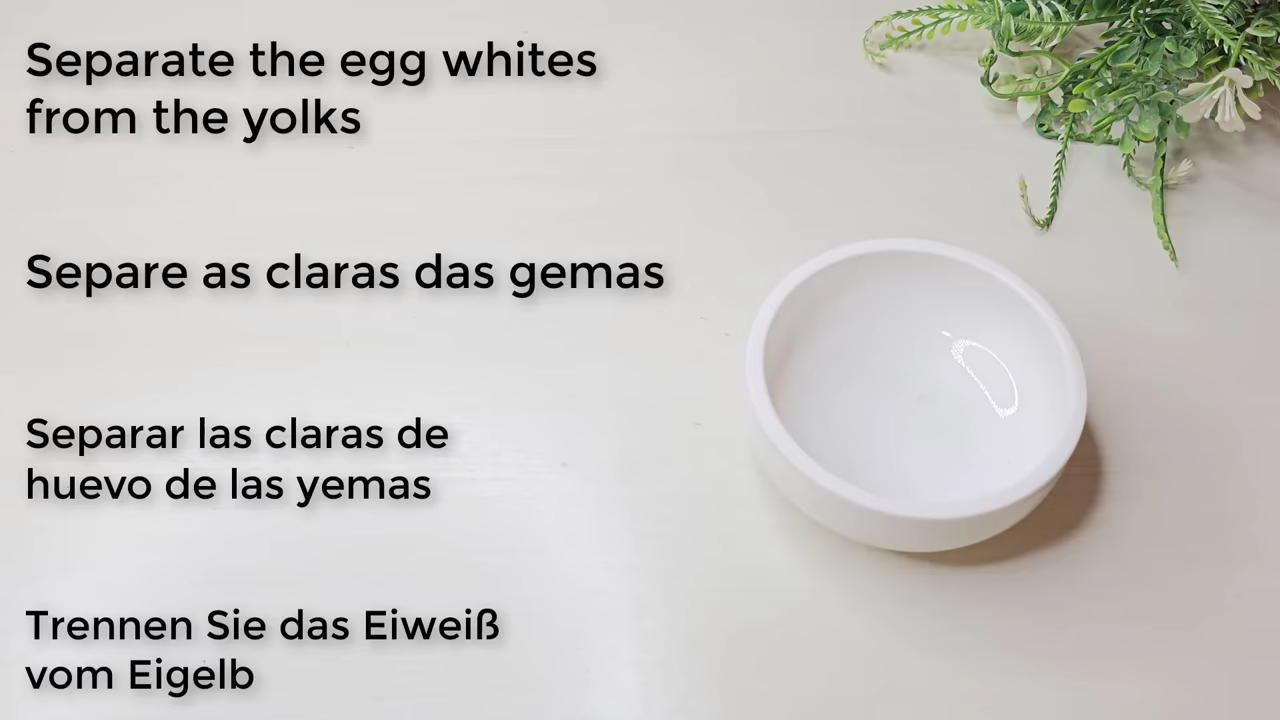 Separate the egg whites
from the yolks
Separe as claras das gemas
Separar las claras de
huevo de las yemas
Trennen Sie das Eiweiß
vom Eigelb